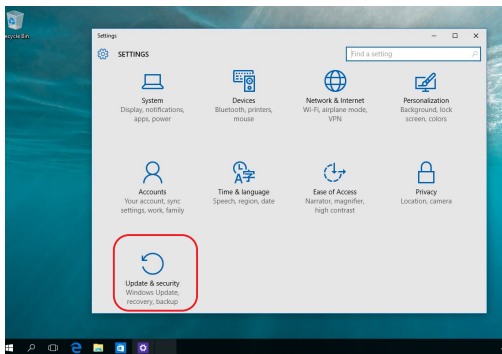 ecycle Bin
Settings
SETTINGS
Find a setting
System
Display, notifications,
apps, power
Devices
Bluetooth, printers,
mouse
Network & Internet
Wi-Fi, airplane mode,
VPN
Personalization
Background, lock
screen, colors
Accounts
Your account, sync
settings, work, family
Time & language
Speech, region, date
Ease of Access
Narrator, magnifier,
high contrast
Privacy
Location, camera
Update & security
Windows Update,
recovery, backup